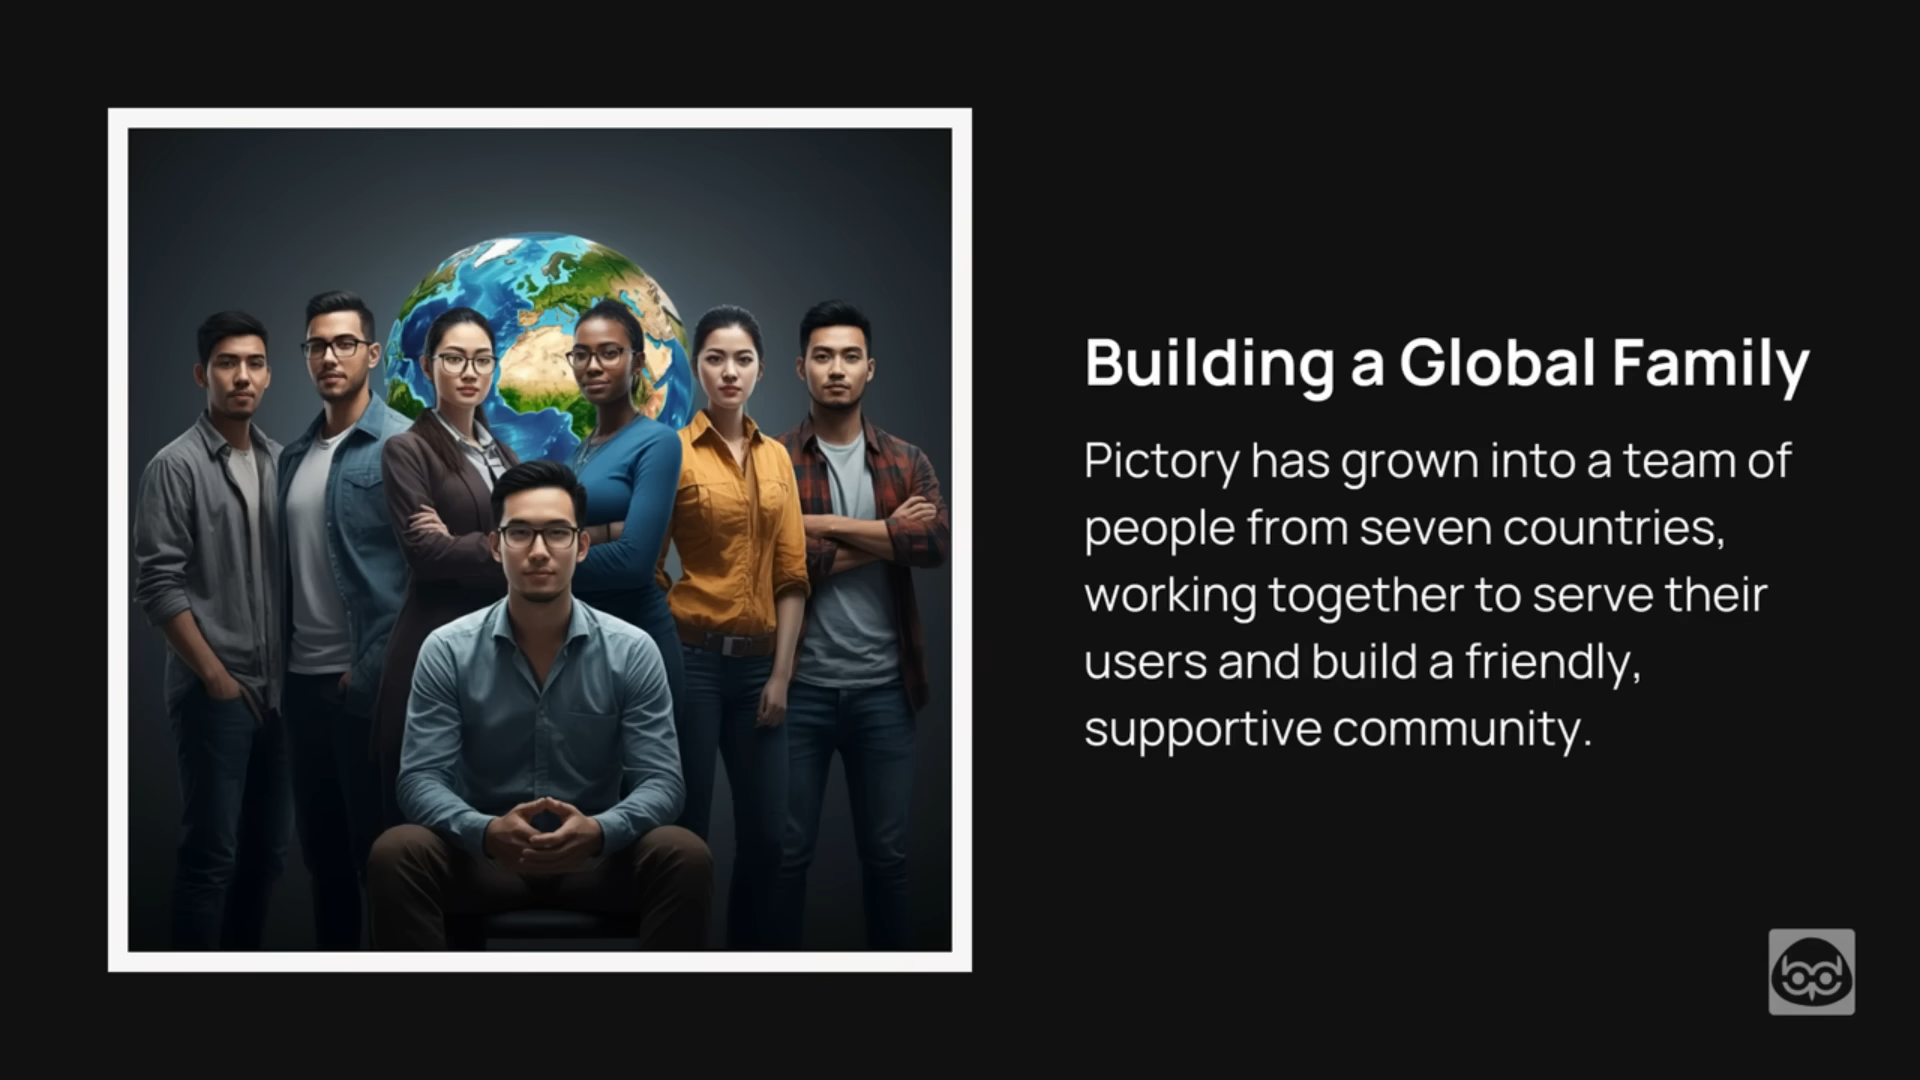 Building a Global Family
Pictory has grown into a team of
people from seven countries,
working together to serve their
users and build a friendly,
supportive community.